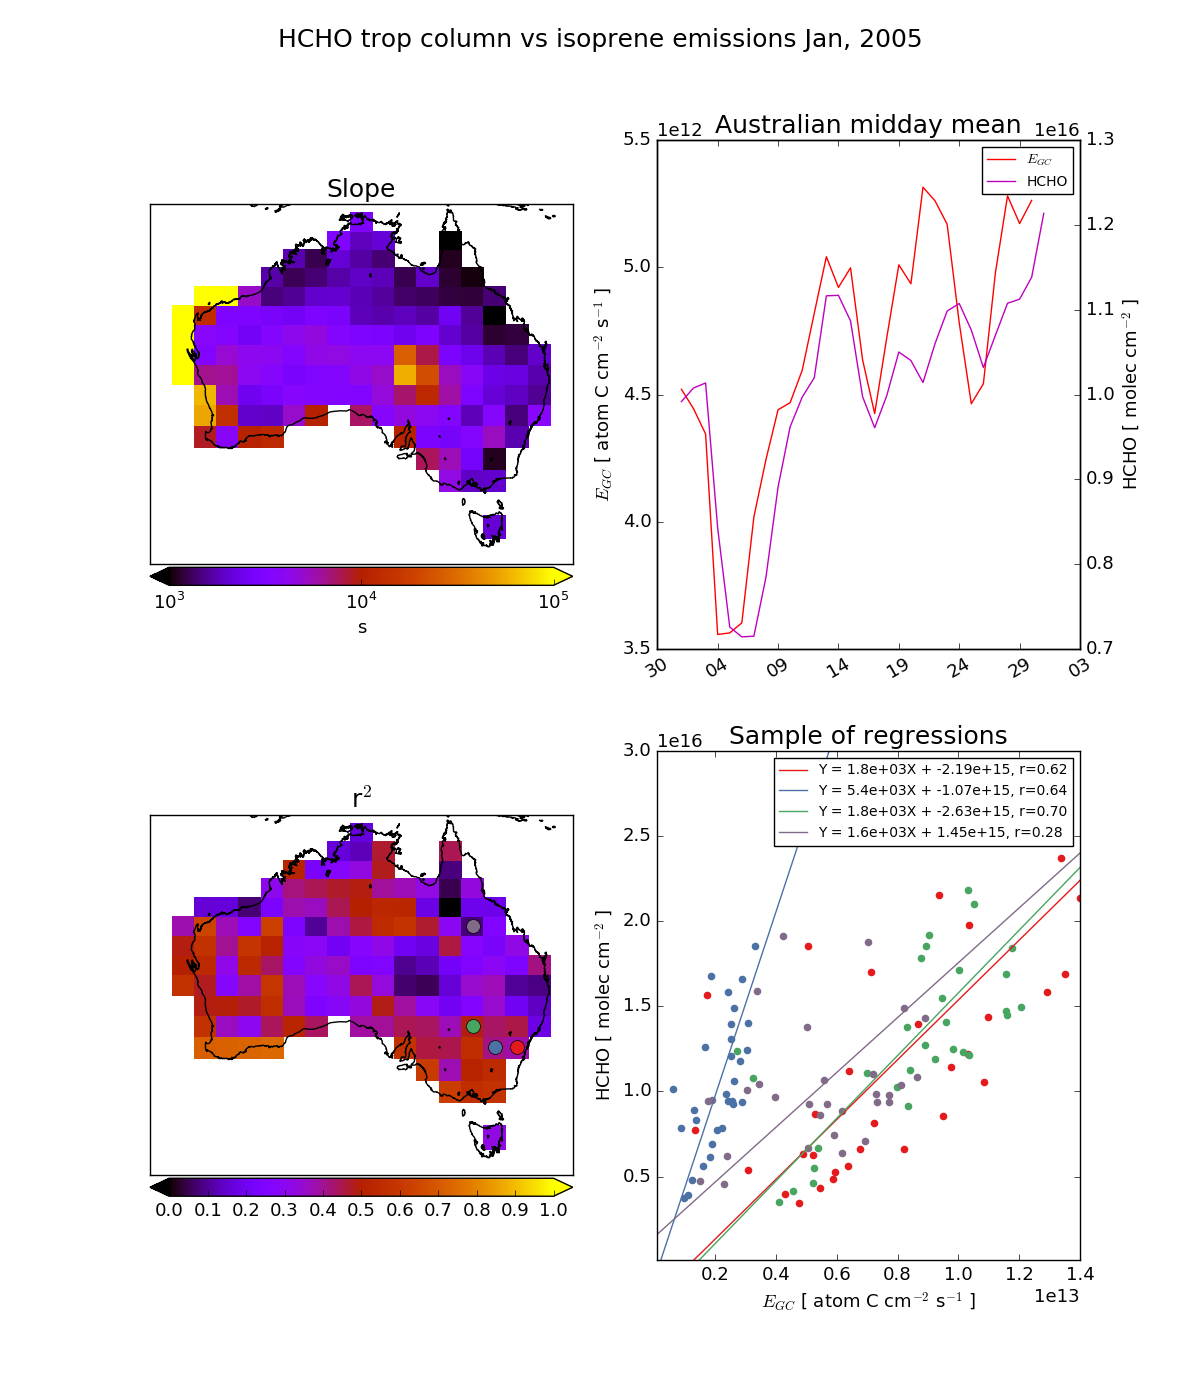 HCHO trop column vs isoprene emissions Jan, 2005
Slope
10³ 10⁴ 10⁵
s
Australian midday mean
1e12
1e16
5.5
5.0
4.5
4.0
3.5
E_GC [ atom C cm⁻² s⁻¹ ]
E_GC
HCHO
1.3
1.2
1.1
1.0
0.9
0.8
0.7
HCHO [ molec cm⁻² ]
30 04 09 14 19 24 29 03
r²
0.0 0.1 0.2 0.3 0.4 0.5 0.6 0.7 0.8 0.9 1.0
Sample of regressions
1e16
3.0
2.5
2.0
1.5
1.0
0.5
HCHO [ molec cm⁻² ]
Y = 1.8e+03X + -2.19e+15, r=0.62
Y = 5.4e+03X + -1.07e+15, r=0.64
Y = 1.8e+03X + -2.63e+15, r=0.70
Y = 1.6e+03X + 1.45e+15, r=0.28
0.2 0.4 0.6 0.8 1.0 1.2 1.4
1e13
E_GC [ atom C cm⁻² s⁻¹ ]